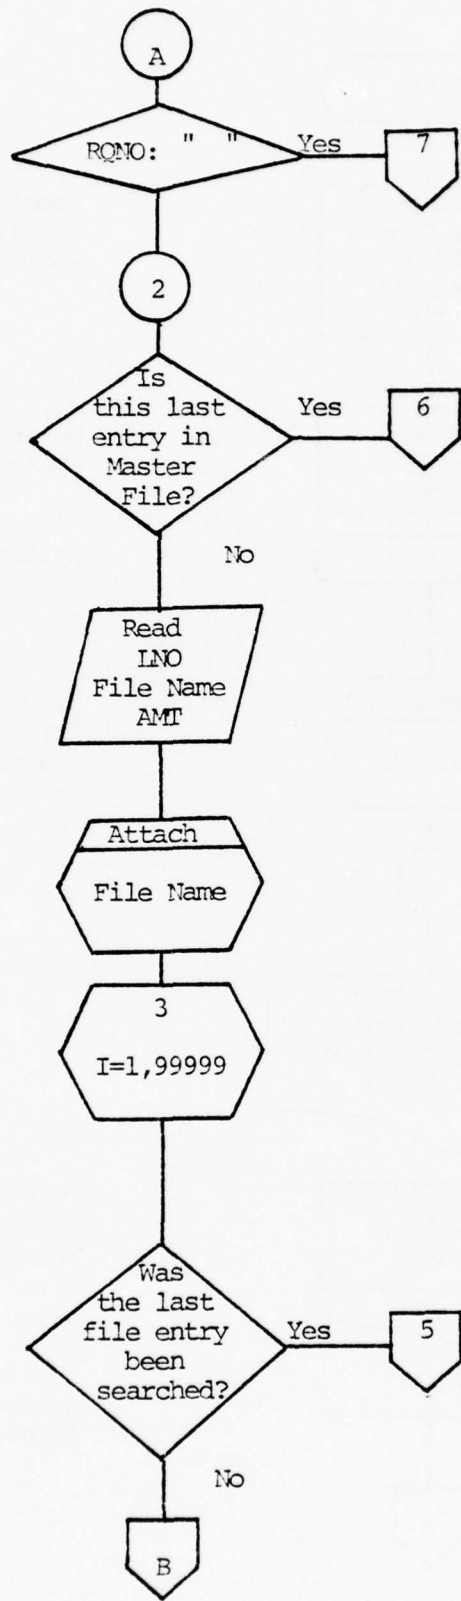 A
RQNO: " " Yes 7
2
Is
this last
entry in
Master
File?
Yes 6
No
Read
LNO
File Name
AMT
Attach
File Name
3
I=1,99999
Was
the last
file entry
been
searched?
Yes 5
No
B